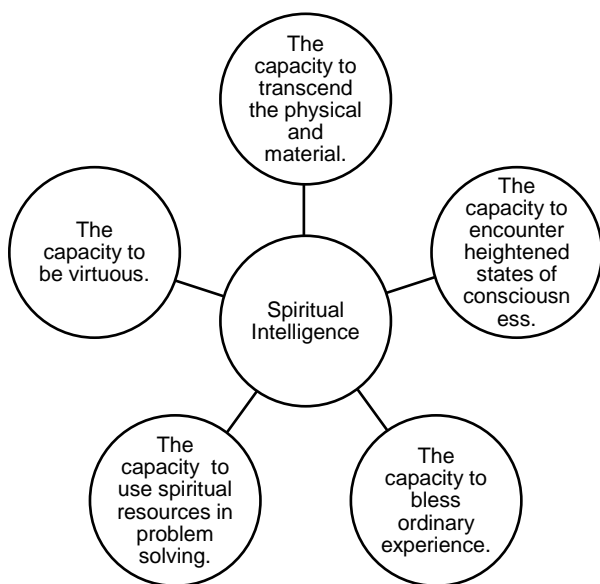 The
capacity to
transcend
the physical
and
material.
The
capacity to
encounter
heightened
states of
consciousn
ess.
The
capacity to
be virtuous.
Spiritual
Intelligence
The
capacity to
use spiritual
resources in
problem
solving.
The
capacity to
bless
ordinary
experience.